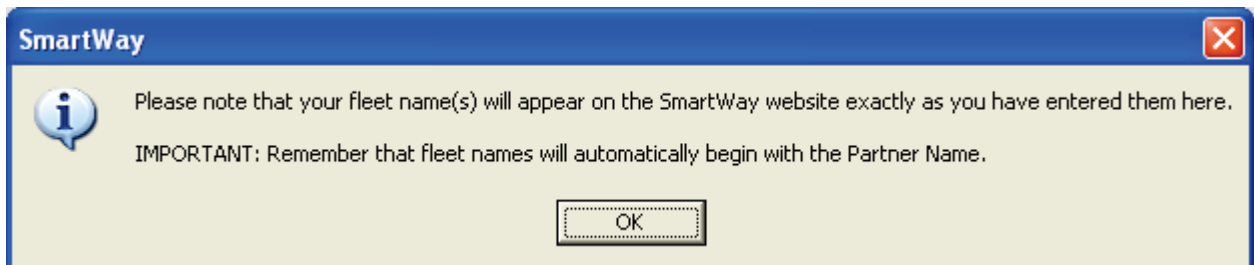 SmartWay
Please note that your fleet name(s) will appear on the SmartWay website exactly as you have entered them here.
IMPORTANT: Remember that fleet names will automatically begin with the Partner Name.
OK